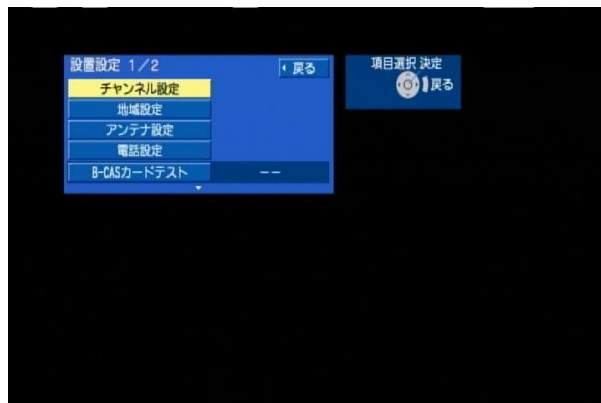 設置設定 1/2
戻る
チャンネル設定
地域設定
アンテナ設定
電話設定
B-CASカードテスト --
項目選択 決定
戻る